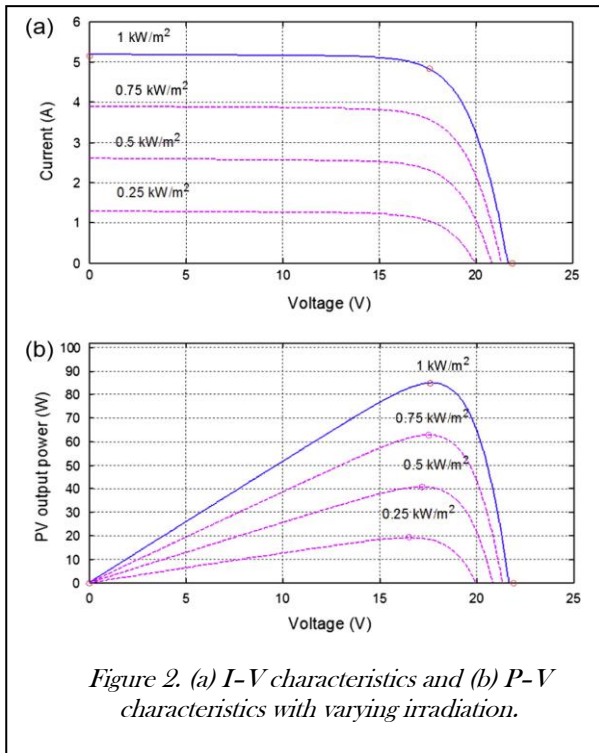 (a)
6
5
4
3
2
1
0
Current (A)
1 kW/m²
0.75 kW/m²
0.5 kW/m²
0.25 kW/m²
0 5 10 15 20 25
Voltage (V)
(b)
100
90
80
70
60
50
40
30
20
10
0
PV output power (W)
1 kW/m²
0.75 kW/m²
0.5 kW/m²
0.25 kW/m²
0 5 10 15 20 25
Voltage (V)
Figure 2. (a) I–V characteristics and (b) P–V
characteristics with varying irradiation.